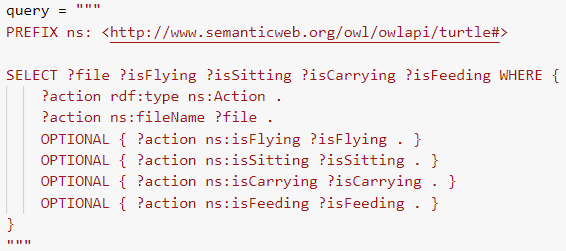 query = """
PREFIX ns: <http://www.semanticweb.org/owl/owlapi/turtle#>
SELECT ?file ?isFlying ?isSitting ?isCarrying ?isFeeding WHERE {
?action rdf:type ns:Action .
?action ns:fileName ?file .
OPTIONAL { ?action ns:isFlying ?isFlying . }
OPTIONAL { ?action ns:isSitting ?isSitting . }
OPTIONAL { ?action ns:isCarrying ?isCarrying . }
OPTIONAL { ?action ns:isFeeding ?isFeeding . }
}
"""